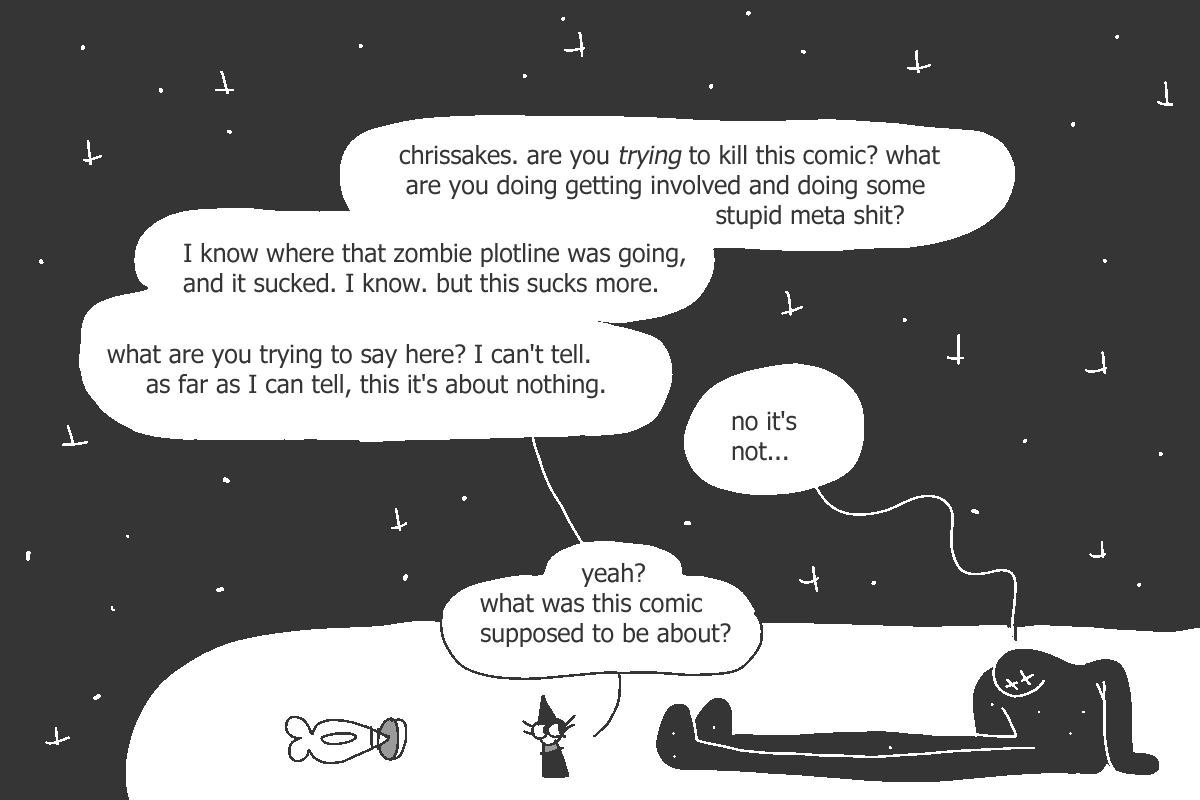 chrissakes. are you trying to kill this comic? what
are you doing getting involved and doing some
stupid meta shit?
I know where that zombie plotline was going,
and it sucked. I know. but this sucks more.
what are you trying to say here? I can't tell.
as far as I can tell, this it's about nothing.
no it's
not...
yeah?
what was this comic
supposed to be about?